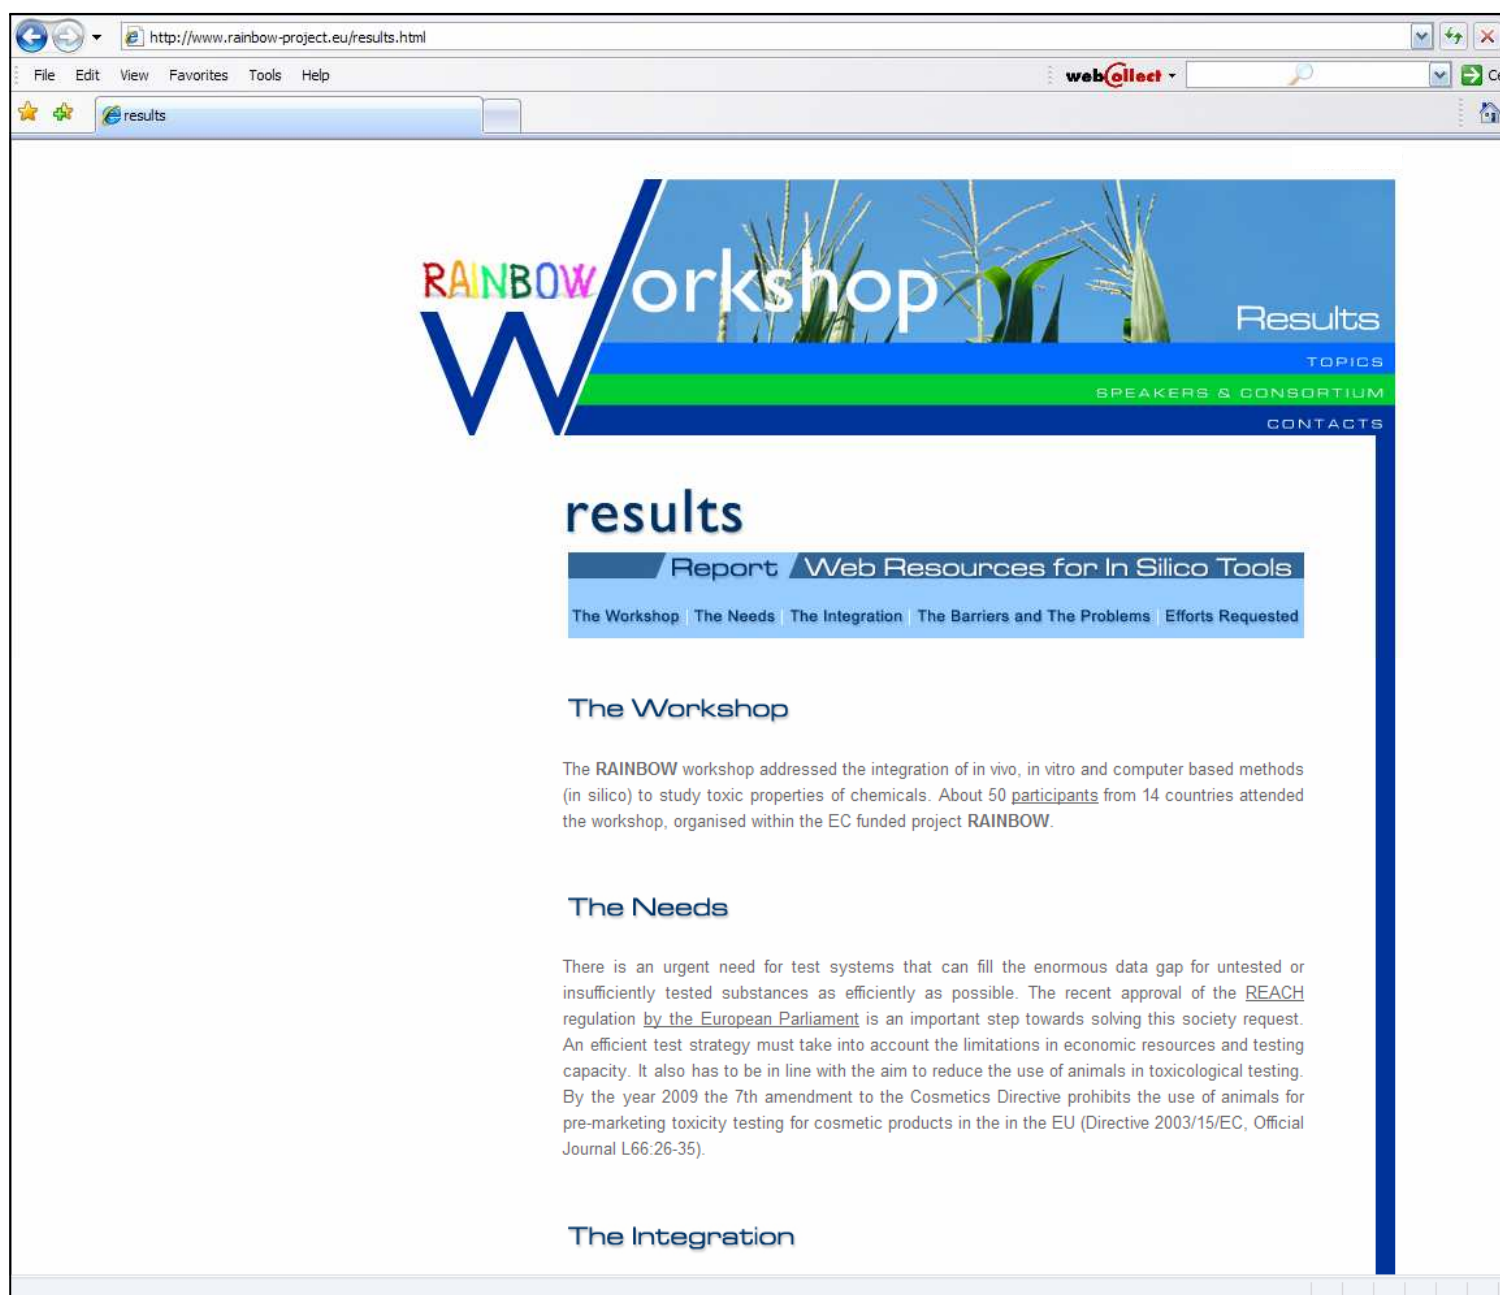 http://www.rainbow-project.eu/results.html
File Edit View Favorites Tools Help
webCollect
results
RAINBOW
Workshop
Results
TOPICS
SPEAKERS & CONSORTIUM
CONTACTS
results
Report Web Resources for In Silico Tools
The Workshop | The Needs | The Integration | The Barriers and The Problems | Efforts Requested
The Workshop
The RAINBOW workshop addressed the integration of in vivo, in vitro and computer based methods
(in silico) to study toxic properties of chemicals. About 50 participants from 14 countries attended
the workshop, organised within the EC funded project RAINBOW.
The Needs
There is an urgent need for test systems that can fill the enormous data gap for untested or
insufficiently tested substances as efficiently as possible. The recent approval of the REACH
regulation by the European Parliament is an important step towards solving this society request.
An efficient test strategy must take into account the limitations in economic resources and testing
capacity. It also has to be in line with the aim to reduce the use of animals in toxicological testing.
By the year 2009 the 7th amendment to the Cosmetics Directive prohibits the use of animals for
pre-marketing toxicity testing for cosmetic products in the in the EU (Directive 2003/15/EC, Official
Journal L66:26-35).
The Integration